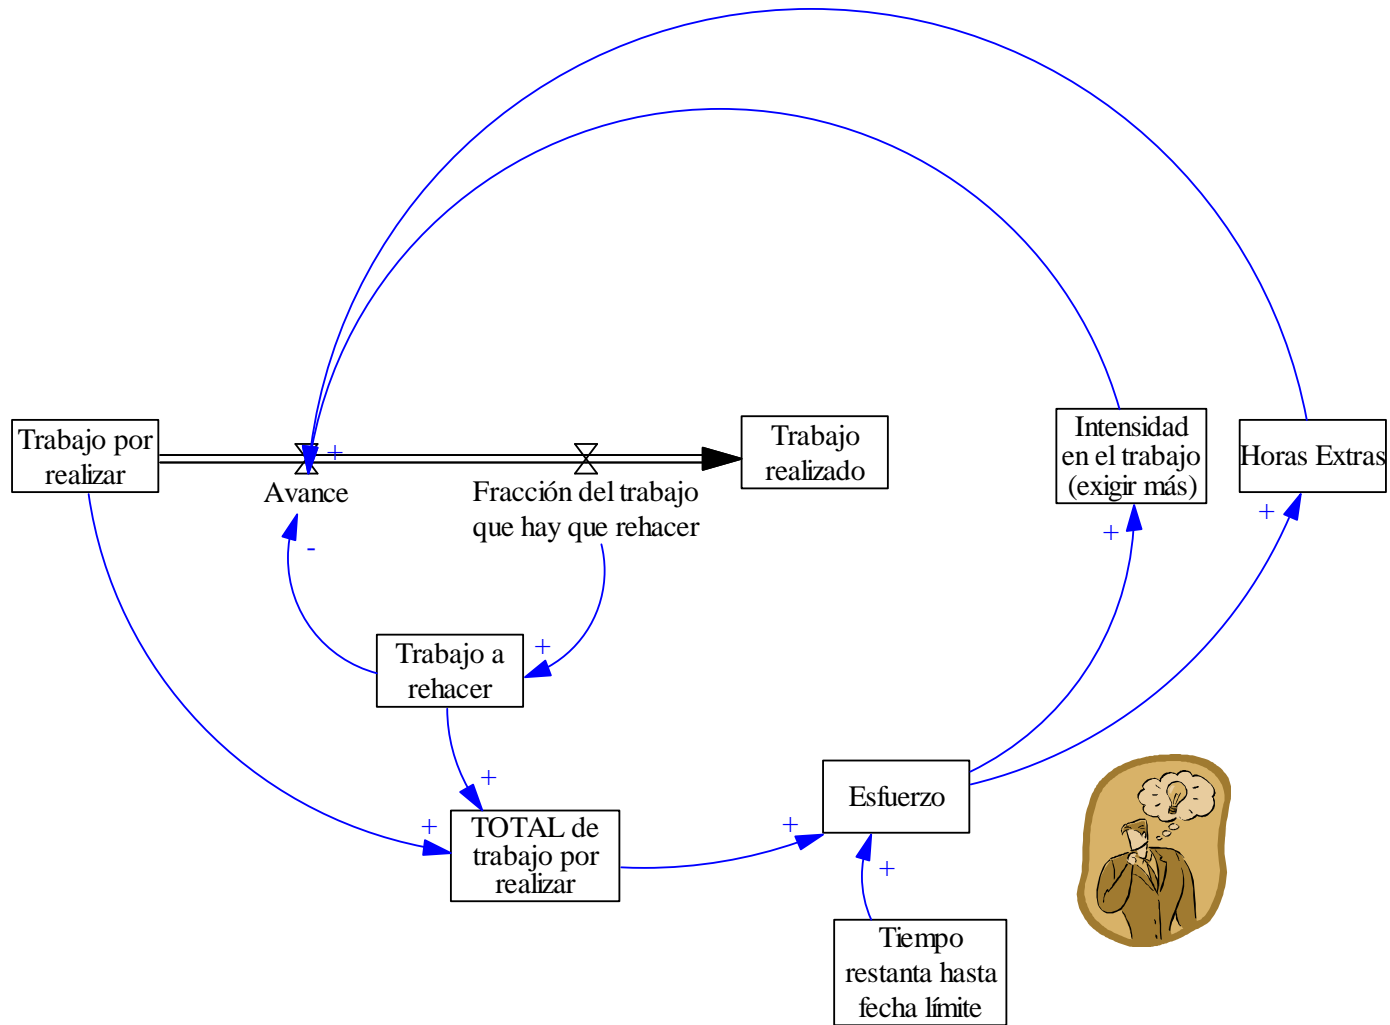 Trabajo por
realizar
+
Avance
Fracción del trabajo
que hay que rehacer
Trabajo
realizado
Intensidad
en el trabajo
(exigir más)
Horas Extras
+
+
-
+
Trabajo a
rehacer
+
+
TOTAL de
trabajo por
realizar
+
Esfuerzo
+
Tiempo
restanta hasta
fecha límite